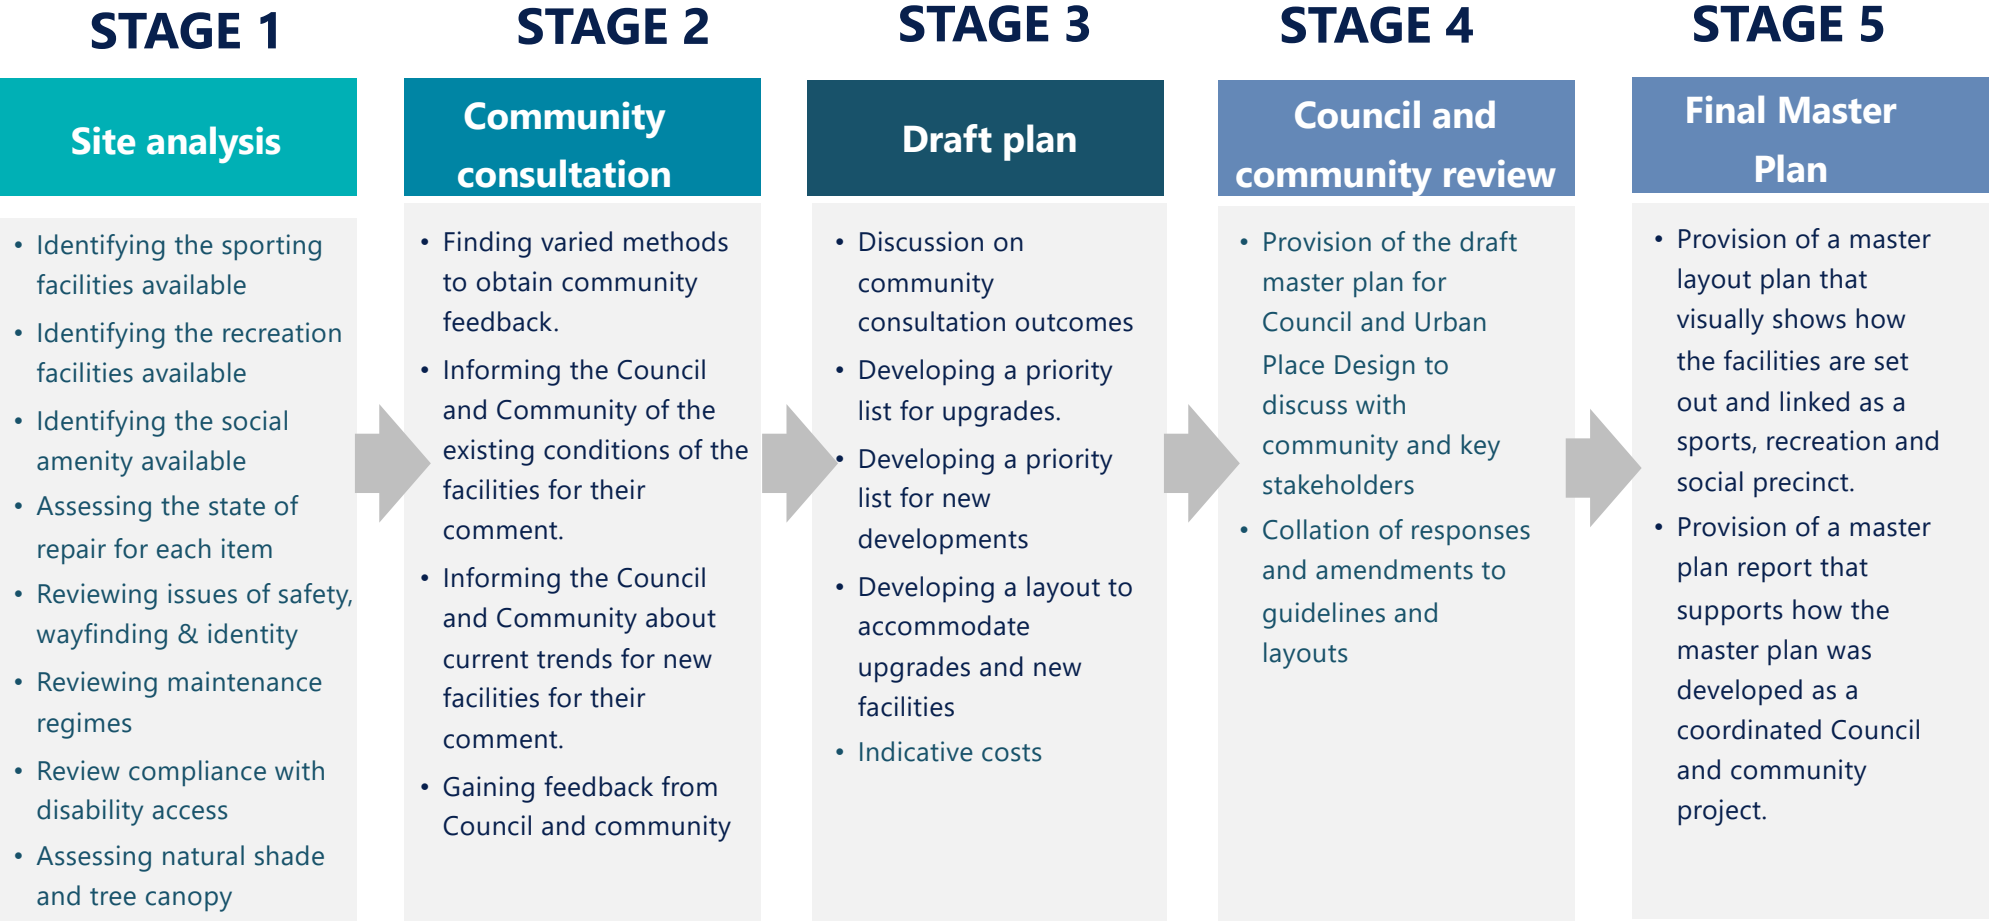 STAGE 1
Site analysis
• Identifying the sporting
facilities available
• Identifying the recreation
facilities available
• Identifying the social
amenity available
• Assessing the state of
repair for each item
• Reviewing issues of safety,
wayfinding & identity
• Reviewing maintenance
regimes
• Review compliance with
disability access
• Assessing natural shade
and tree canopy
STAGE 2
Community
consultation
• Finding varied methods
to obtain community
feedback.
• Informing the Council
and Community of the
existing conditions of the
facilities for their
comment.
• Informing the Council
and Community about
current trends for new
facilities for their
comment.
• Gaining feedback from
Council and community
STAGE 3
Draft plan
• Discussion on
community
consultation outcomes
• Developing a priority
list for upgrades.
• Developing a priority
list for new
developments
• Developing a layout to
accommodate
upgrades and new
facilities
• Indicative costs
STAGE 4
Council and
community review
• Provision of the draft
master plan for
Council and Urban
Place Design to
discuss with
community and key
stakeholders
• Collation of responses
and amendments to
guidelines and
layouts
STAGE 5
Final Master
Plan
• Provision of a master
layout plan that
visually shows how
the facilities are set
out and linked as a
sports, recreation and
social precinct.
• Provision of a master
plan report that
supports how the
master plan was
developed as a
coordinated Council
and community
project.